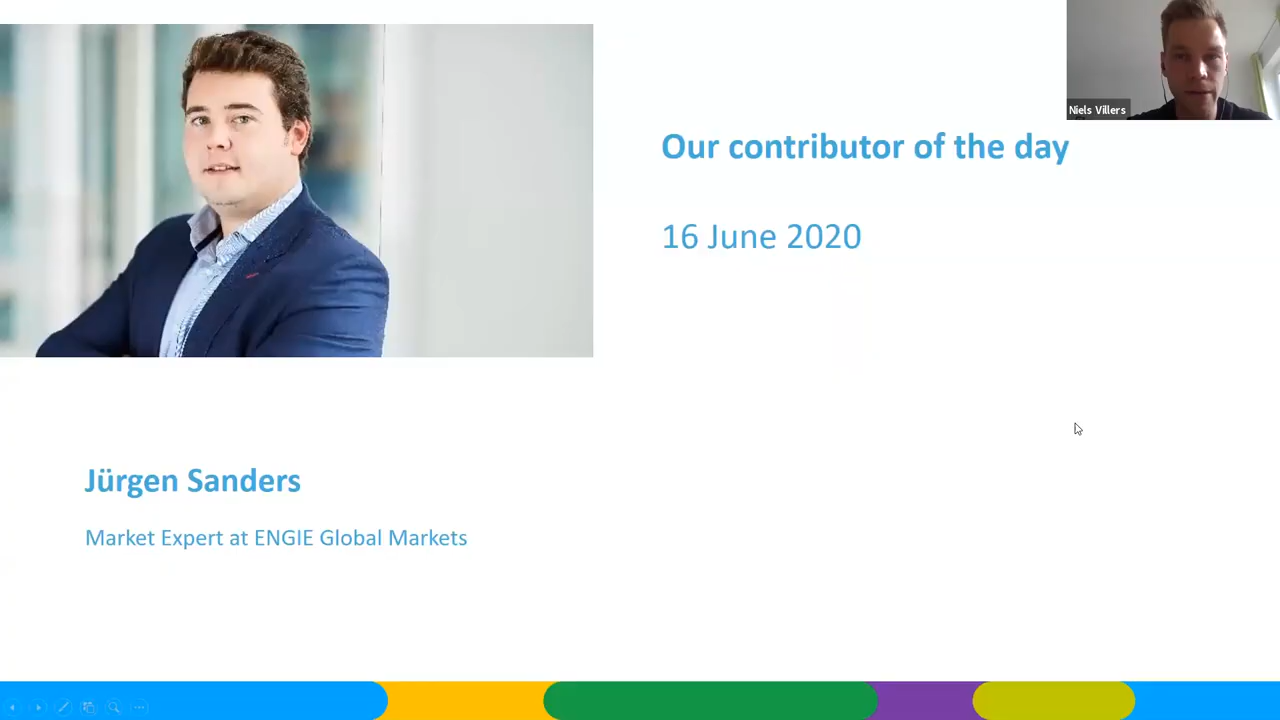 Niels Villers
Our contributor of the day
16 June 2020
Jürgen Sanders
Market Expert at ENGIE Global Markets